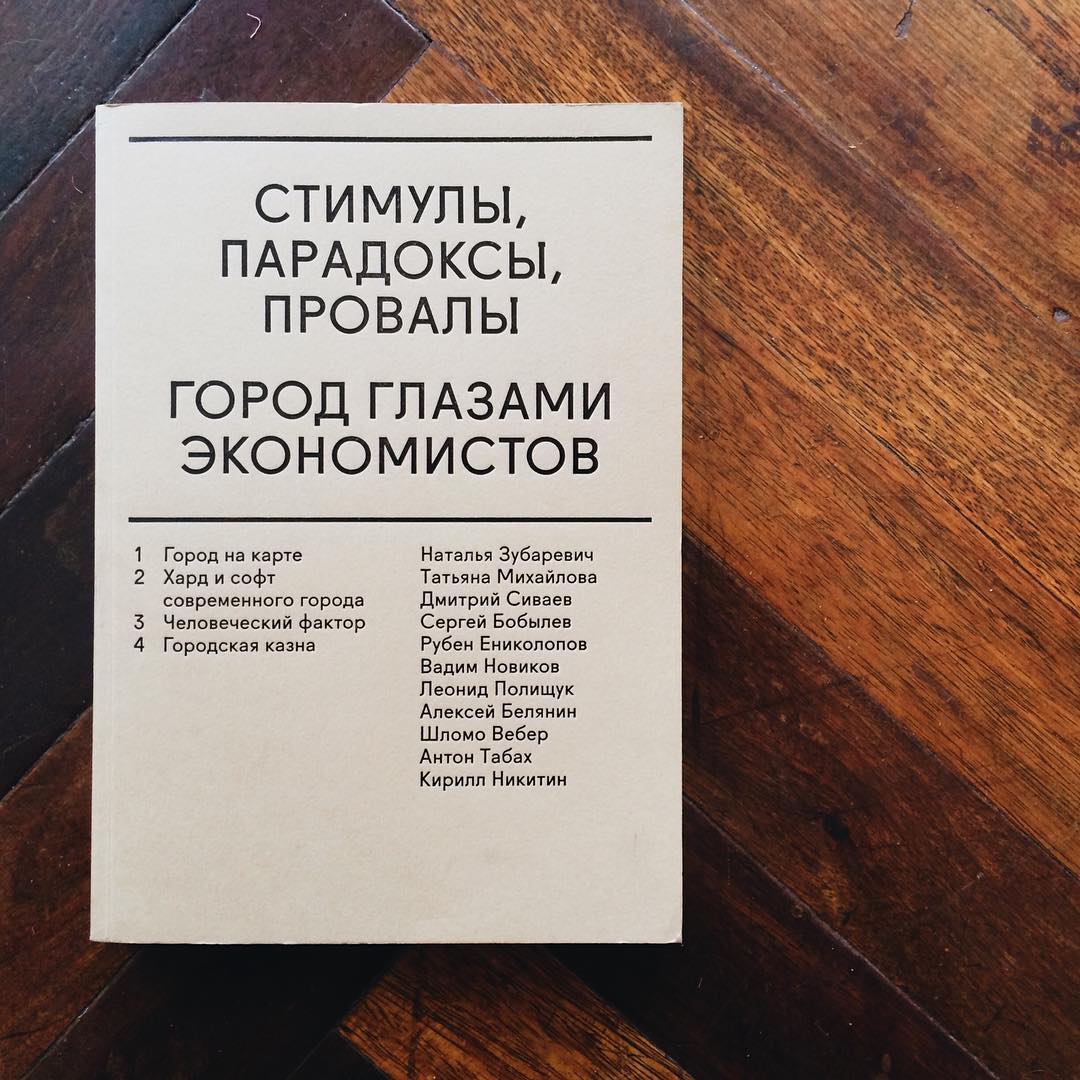 СТИМУЛЫ,
ПАРАДОКСЫ,
ПРОВАЛЫ
ГОРОД ГЛАЗАМИ
ЭКОНОМИСТОВ
1 Город на карте
2 Хард и софт
современного города
3 Человеческий фактор
4 Городская казна
Наталья Зубаревич
Татьяна Михайлова
Дмитрий Сиваев
Сергей Бобылев
Рубен Ениколопов
Вадим Новиков
Леонид Полищук
Алексей Белянин
Шломо Вебер
Антон Табах
Кирилл Никитин